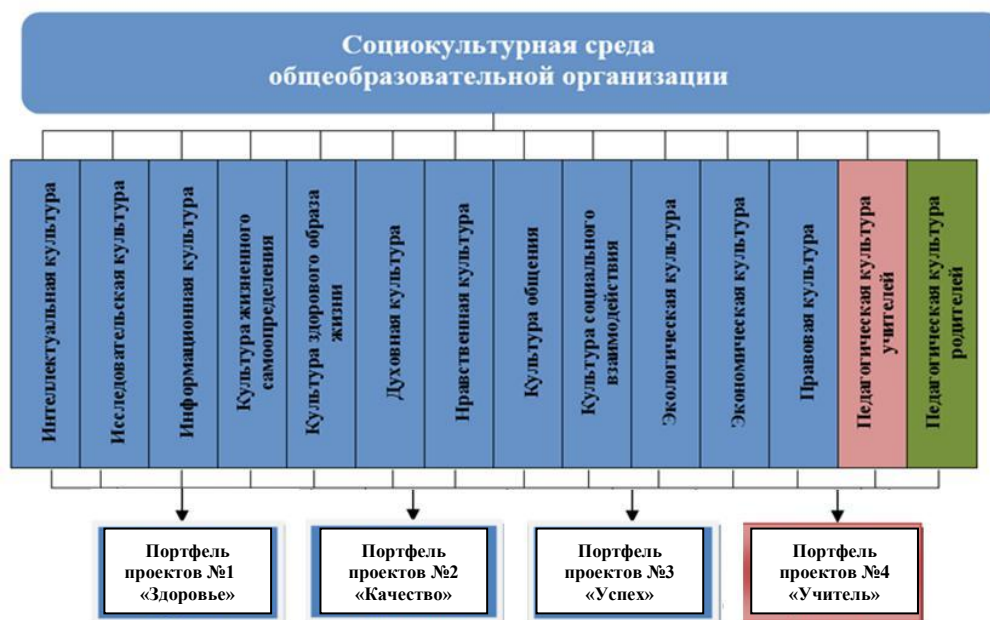 Социокультурная среда
общеобразовательной организации
Интеллектуальная культура
Исследовательская культура
Информационная культура
Культура жизненного
самоопределения
Культура здорового образа
жизни
Духовная культура
Нравственная культура
Культура общения
Культура социального
взаимодействия
Экологическая культура
Экономическая культура
Правовая культура
Педагогическая культура
учителей
Педагогическая культура
родителей
Портфель
проектов №1
«Здоровье»
Портфель
проектов №2
«Качество»
Портфель
проектов №3
«Успех»
Портфель
проектов №4
«Учитель»